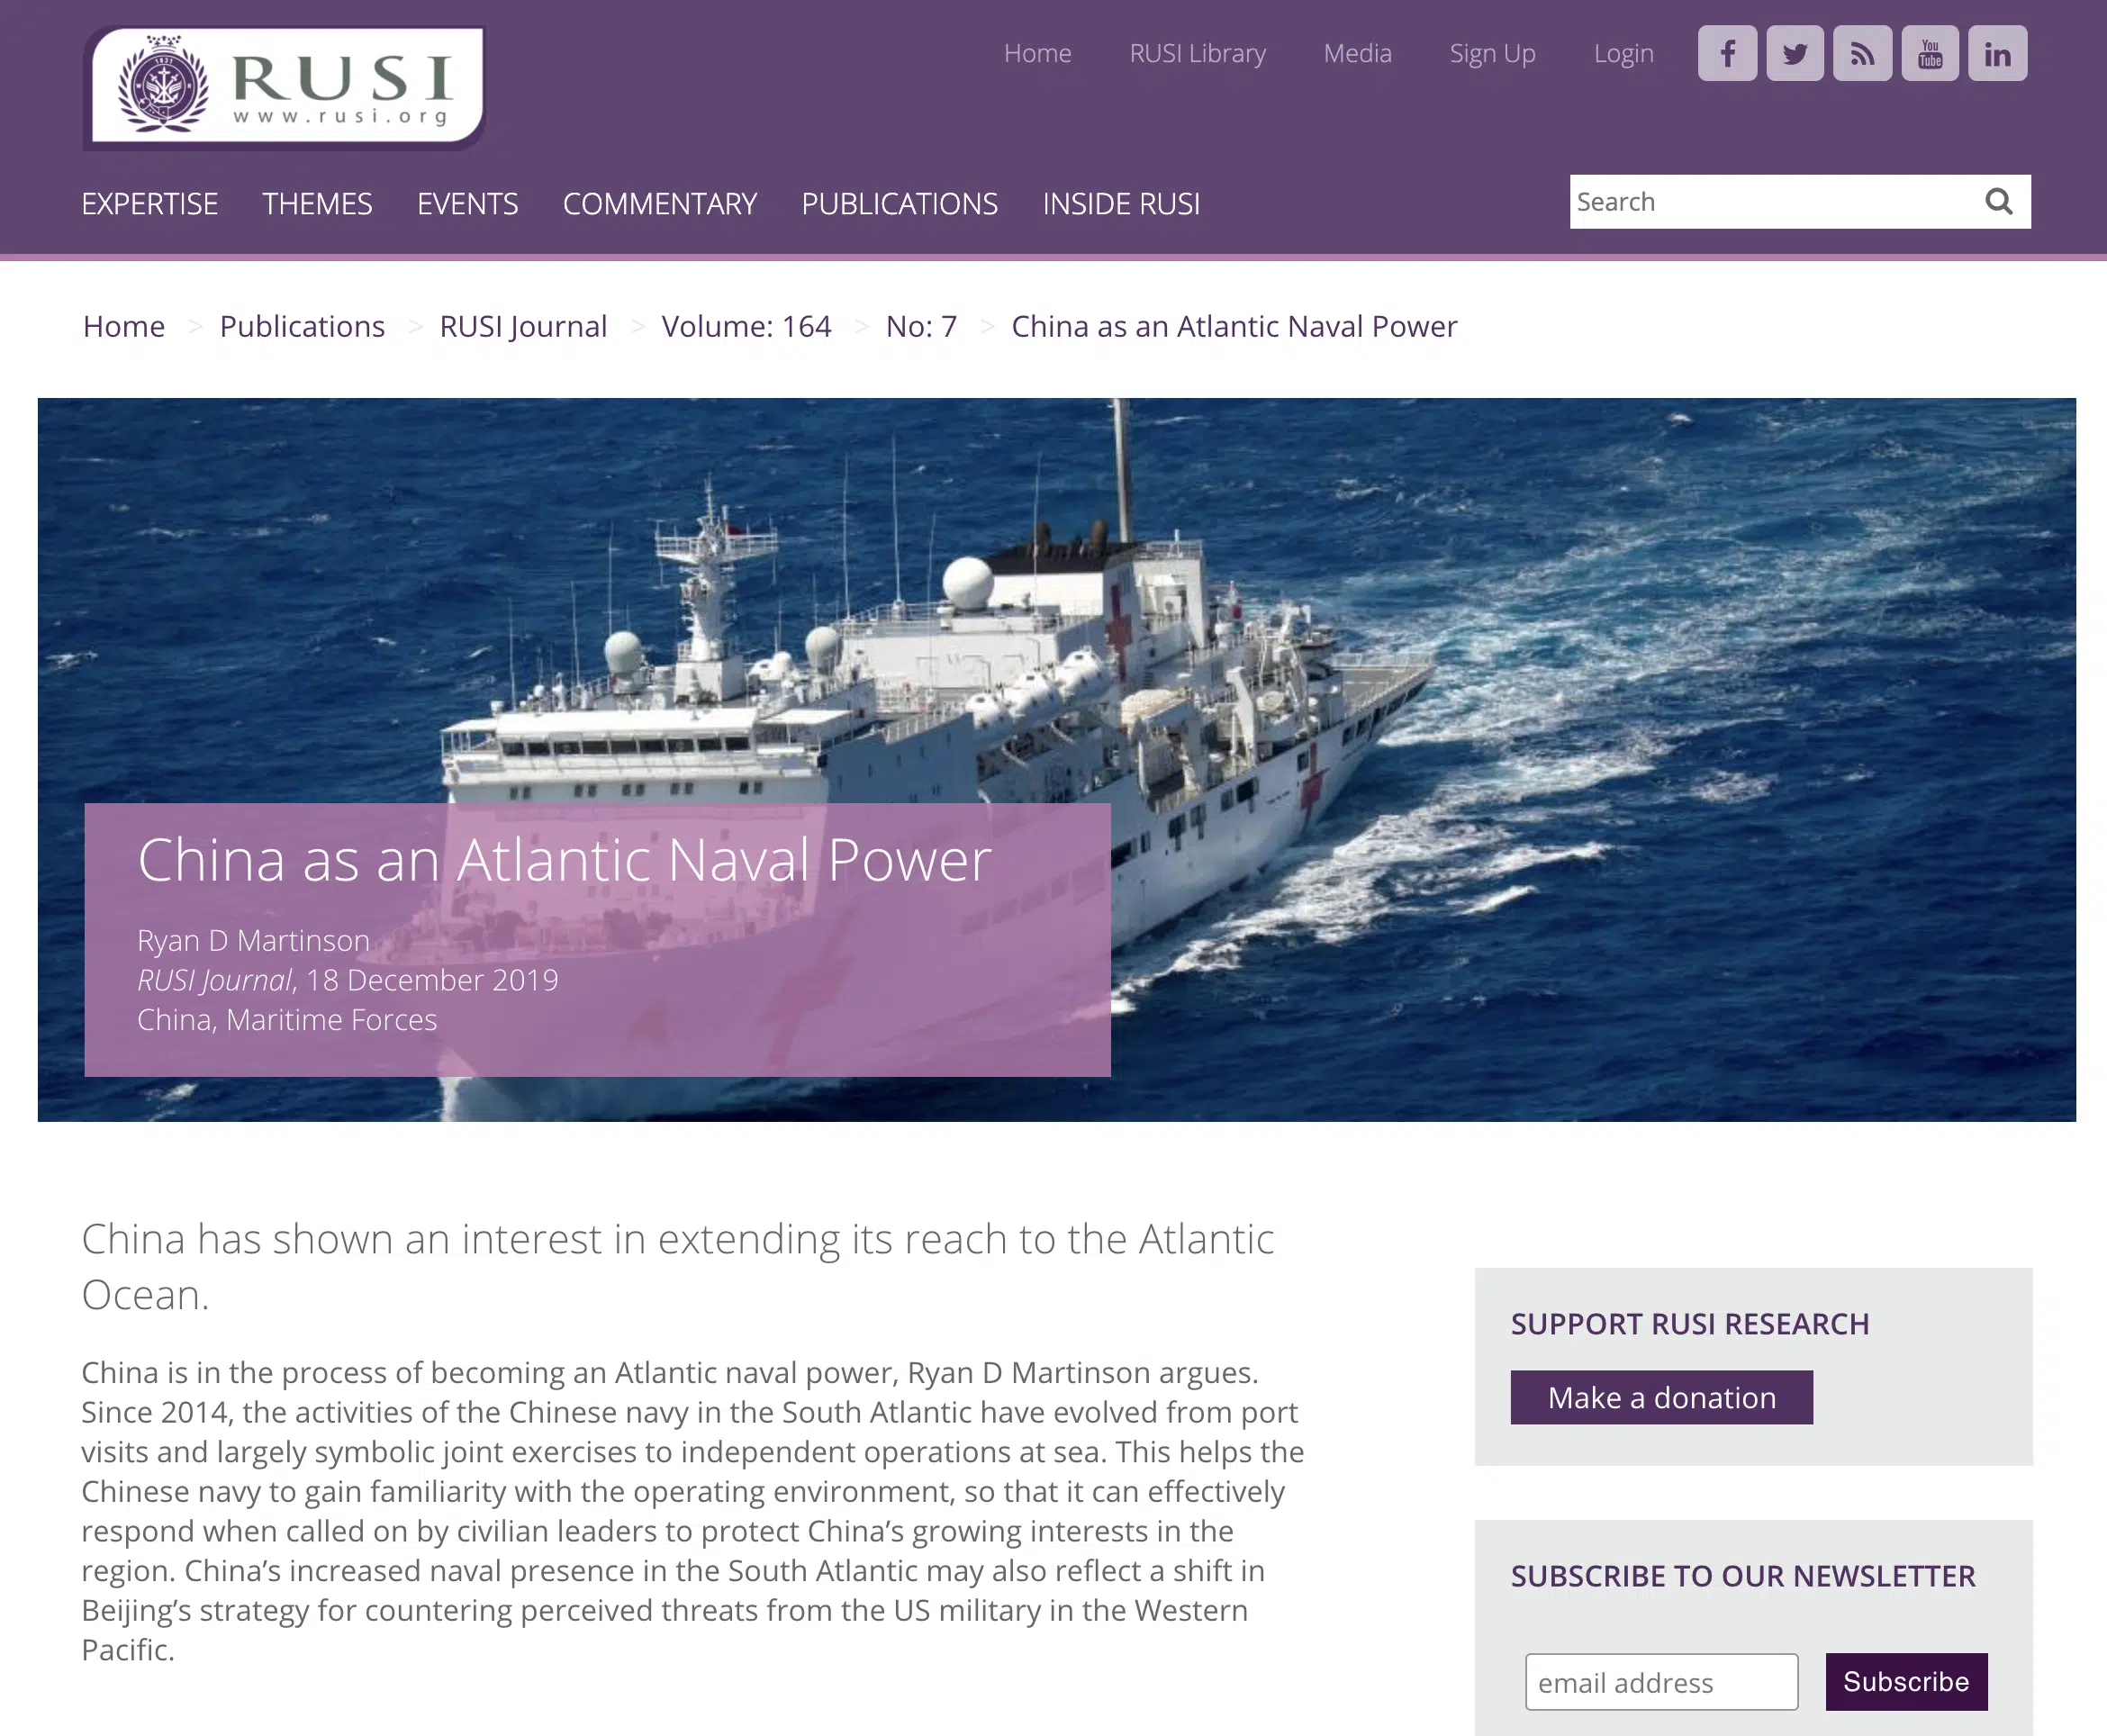 RUSI
www.rusi.org
Home
RUSI Library
Media
Sign Up
Login
You
Tube
EXPERTISE
THEMES
EVENTS
COMMENTARY
PUBLICATIONS
INSIDE RUSI
Search
Home > Publications > RUSI Journal > Volume: 164 > No: 7 > China as an Atlantic Naval Power
China as an Atlantic Naval Power
Ryan D Martinson
RUSI Journal, 18 December 2019
China, Maritime Forces
China has shown an interest in extending its reach to the Atlantic
Ocean.
China is in the process of becoming an Atlantic naval power, Ryan D Martinson argues.
Since 2014, the activities of the Chinese navy in the South Atlantic have evolved from port
visits and largely symbolic joint exercises to independent operations at sea. This helps the
Chinese navy to gain familiarity with the operating environment, so that it can effectively
respond when called on by civilian leaders to protect China’s growing interests in the
region. China’s increased naval presence in the South Atlantic may also reflect a shift in
Beijing’s strategy for countering perceived threats from the US military in the Western
Pacific.
SUPPORT RUSI RESEARCH
Make a donation
SUBSCRIBE TO OUR NEWSLETTER
email address
Subscribe